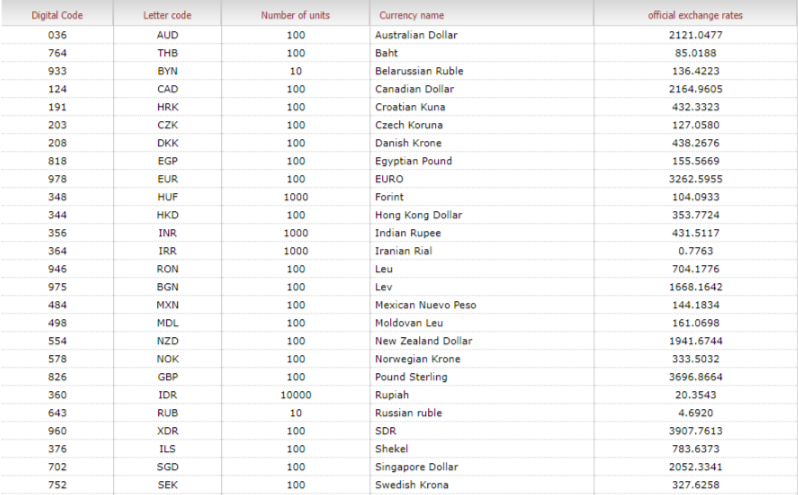 Digital Code Letter code Number of units Currency name official exchange rates
036 AUD 100 Australian Dollar 2121.0477
764 THB 100 Baht 85.0188
933 BYN 10 Belarussian Ruble 136.4223
124 CAD 100 Canadian Dollar 2164.9605
191 HRK 100 Croatian Kuna 432.3323
203 CZK 100 Czech Koruna 127.0580
208 DKK 100 Danish Krone 438.2676
818 EGP 100 Egyptian Pound 155.5669
978 EUR 100 EURO 3262.5955
348 HUF 1000 Forint 104.0933
344 HKD 100 Hong Kong Dollar 353.7724
356 INR 1000 Indian Rupee 431.5117
364 IRR 1000 Iranian Rial 0.7763
946 RON 100 Leu 704.1776
975 BGN 100 Lev 1668.1642
484 MXN 100 Mexican Nuevo Peso 144.1834
498 MDL 100 Moldovan Leu 161.0698
554 NZD 100 New Zealand Dollar 1941.6744
578 NOK 100 Norwegian Krone 333.5032
826 GBP 100 Pound Sterling 3696.8664
360 IDR 10000 Rupiah 20.3543
643 RUB 10 Russian ruble 4.6920
960 XDR 100 SDR 3907.7613
376 ILS 100 Shekel 783.6373
702 SGD 100 Singapore Dollar 2052.3341
752 SEK 100 Swedish Krona 327.6258